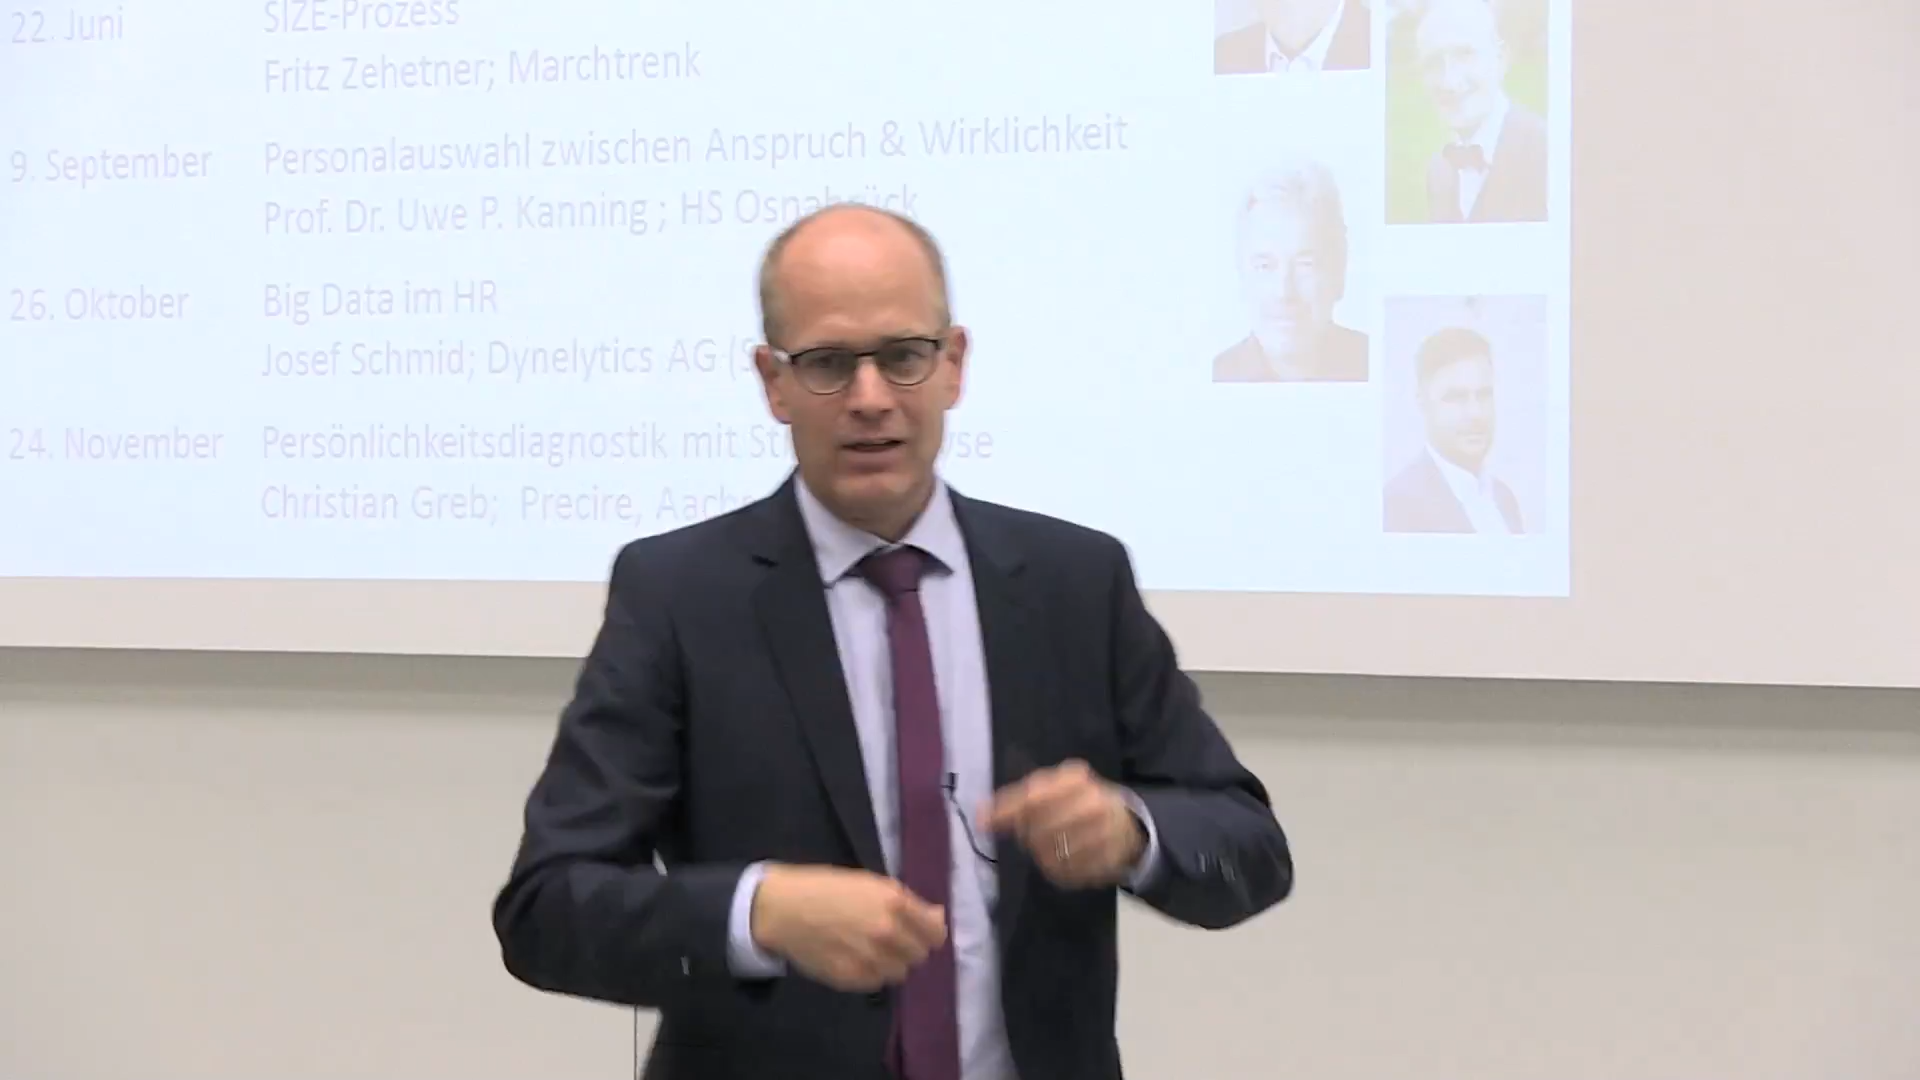 22. Juni
SIZE-Prozess
Fritz Zehetner; Marchtrenk
9. September
Personalauswahl zwischen Anspruch & Wirklichkeit
Prof. Dr. Uwe P. Kanning ; HS Osnabrück
26. Oktober
Big Data im HR
Josef Schmid; Dynelytics AG (S
24. November
Persönlichkeitsdiagnostik mit
Christian Greb; Precire,